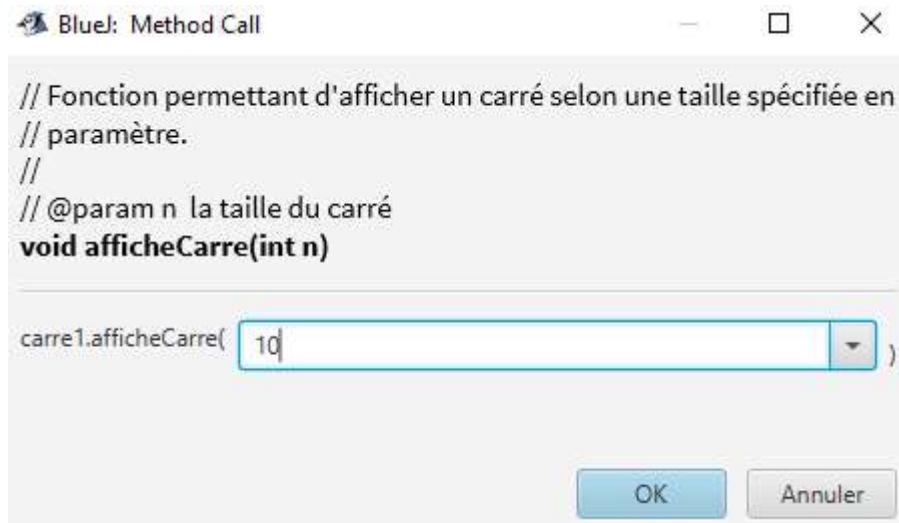 BlueJ: Method Call
// Fonction permettant d'afficher un carré selon une taille spécifiée en
// paramètre.
//
// @param n  la taille du carré
void afficheCarre(int n)
carre1.afficheCarre( 10 )
OK Annuler